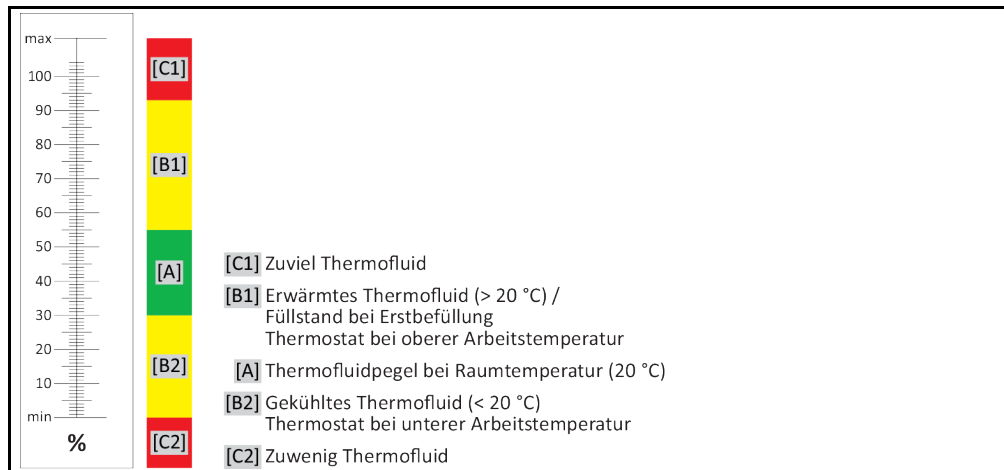 max
100
90
80
70
60
50
40
30
20
10
min
%
[C1]
[B1]
[A]
[B2]
[C2]
[C1] Zuviel Thermofluid
[B1] Erwärmtes Thermofluid (> 20 °C) /
Füllstand bei Erstbefüllung
Thermostat bei oberer Arbeitstemperatur
[A] Thermofluidpegel bei Raumtemperatur (20 °C)
[B2] Gekühltes Thermofluid (< 20 °C)
Thermostat bei unterer Arbeitstemperatur
[C2] Zuwenig Thermofluid